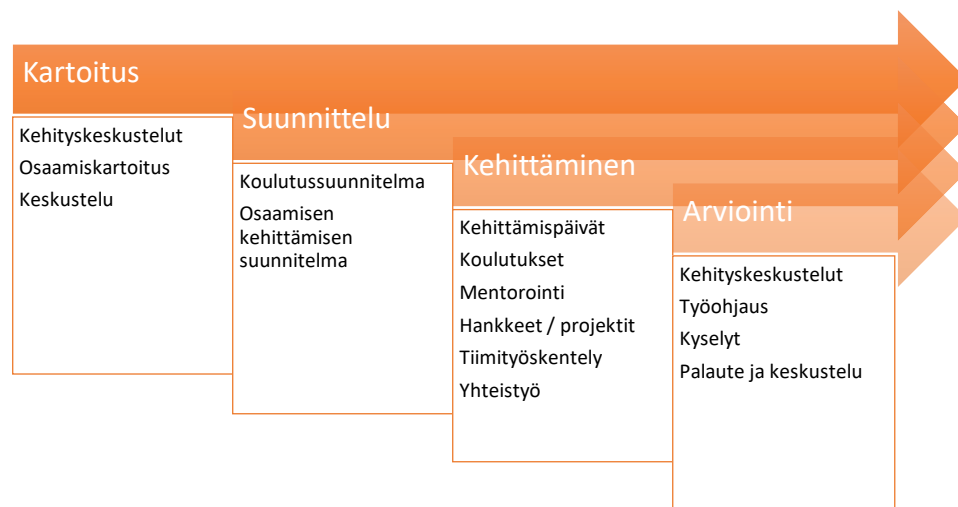 Kartoitus
Kehityskeskustelut
Osaamiskartoitus
Keskustelu
Suunnittelu
Koulutussuunnitelma
Osaamisen
kehittämisen
suunnitelma
Kehittäminen
Kehittämispäivät
Koulutukset
Mentorointi
Hankkeet / projektit
Tiimityöskentely
Yhteistyö
Arviointi
Kehityskeskustelut
Työohjaus
Kyselyt
Palaute ja keskustelu